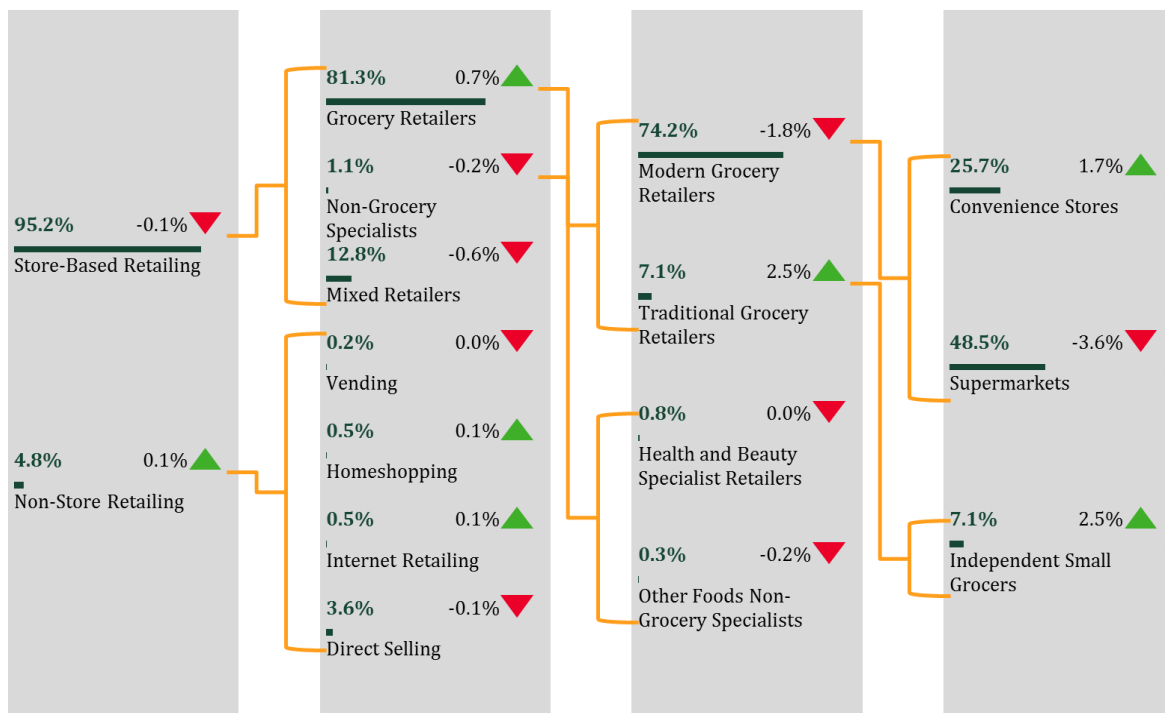 95.2% -0.1%
Store-Based Retailing
4.8% 0.1%
Non-Store Retailing
81.3% 0.7%
Grocery Retailers
1.1% -0.2%
Non-Grocery
Specialists
12.8% -0.6%
Mixed Retailers
0.2% 0.0%
Vending
0.5% 0.1%
Homeshopping
0.5% 0.1%
Internet Retailing
3.6% -0.1%
Direct Selling
74.2% -1.8%
Modern Grocery
Retailers
7.1% 2.5%
Traditional Grocery
Retailers
0.8% 0.0%
Health and Beauty
Specialist Retailers
0.3% -0.2%
Other Foods Non-
Grocery Specialists
25.7% 1.7%
Convenience Stores
48.5% -3.6%
Supermarkets
7.1% 2.5%
Independent Small
Grocers